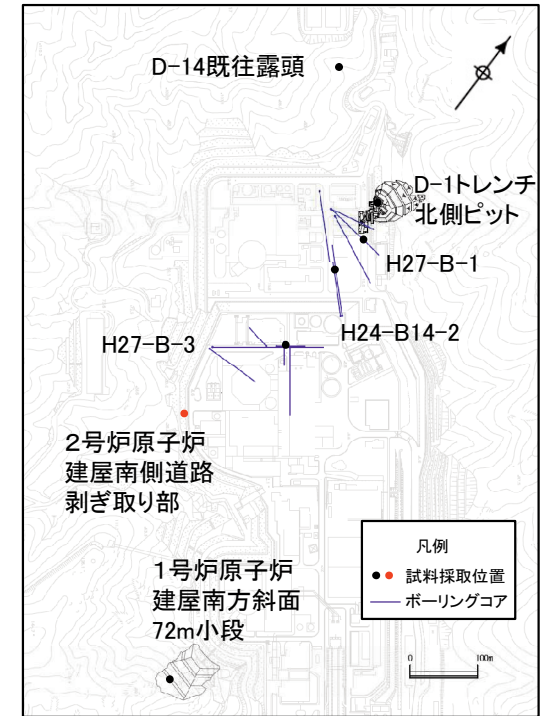 D-14既往露頭
D-1トレンチ
北側ピット
H27-B-1
H24-B14-2
H27-B-3
2号炉原子炉
建屋南側道路
剥ぎ取り部
1号炉原子炉
建屋南方斜面
72m小段
凡例
試料採取位置
ボーリングコア
0 100m